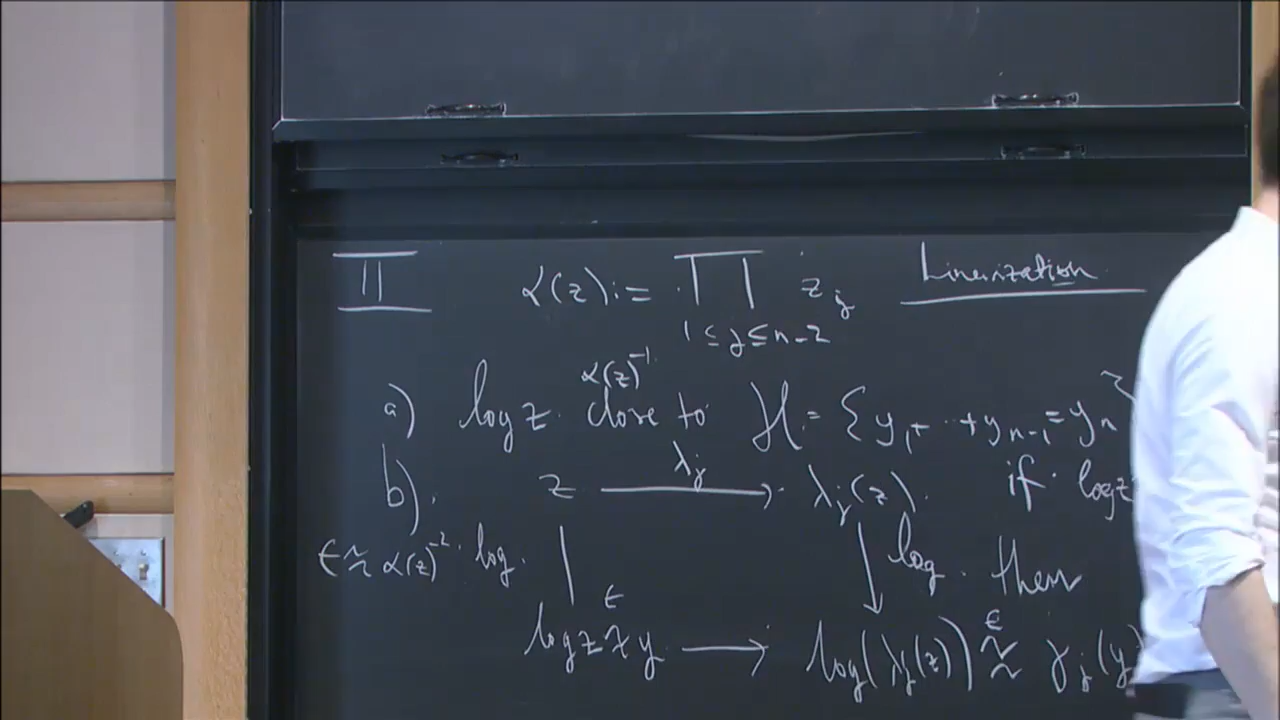 II α(z) := ∏ z_j Linearization
1 ≤ j ≤ n-2
α(z)^{-1}
a) log z close to H = {y_1 + ⋯ + y_{n-1} = y_n}
b) z —λ_j→ λ_j(z) if log z
ε ≈ α(z)^{-2} log ↓ log then
log z ≈^ε y → log(λ_j(z)) ≈^ε γ_j(y)